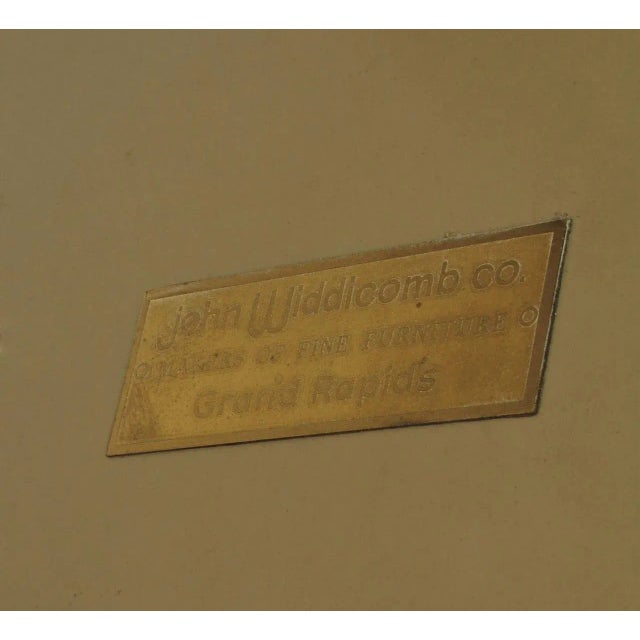 John Widdicomb co.
MAKERS OF FINE FURNITURE
Grand Rapids